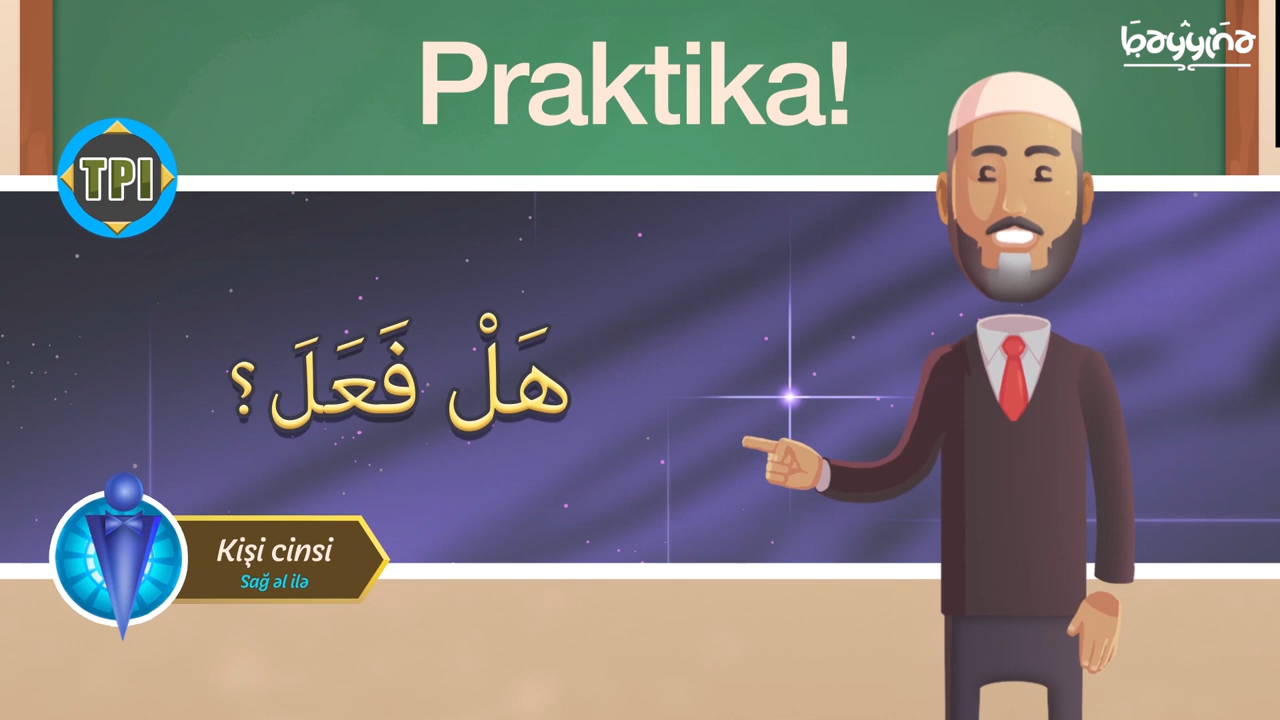 Praktika!
bayyina
TPI
هَلْ فَعَلَ؟
Kişi cinsi
Sağ əl ilə